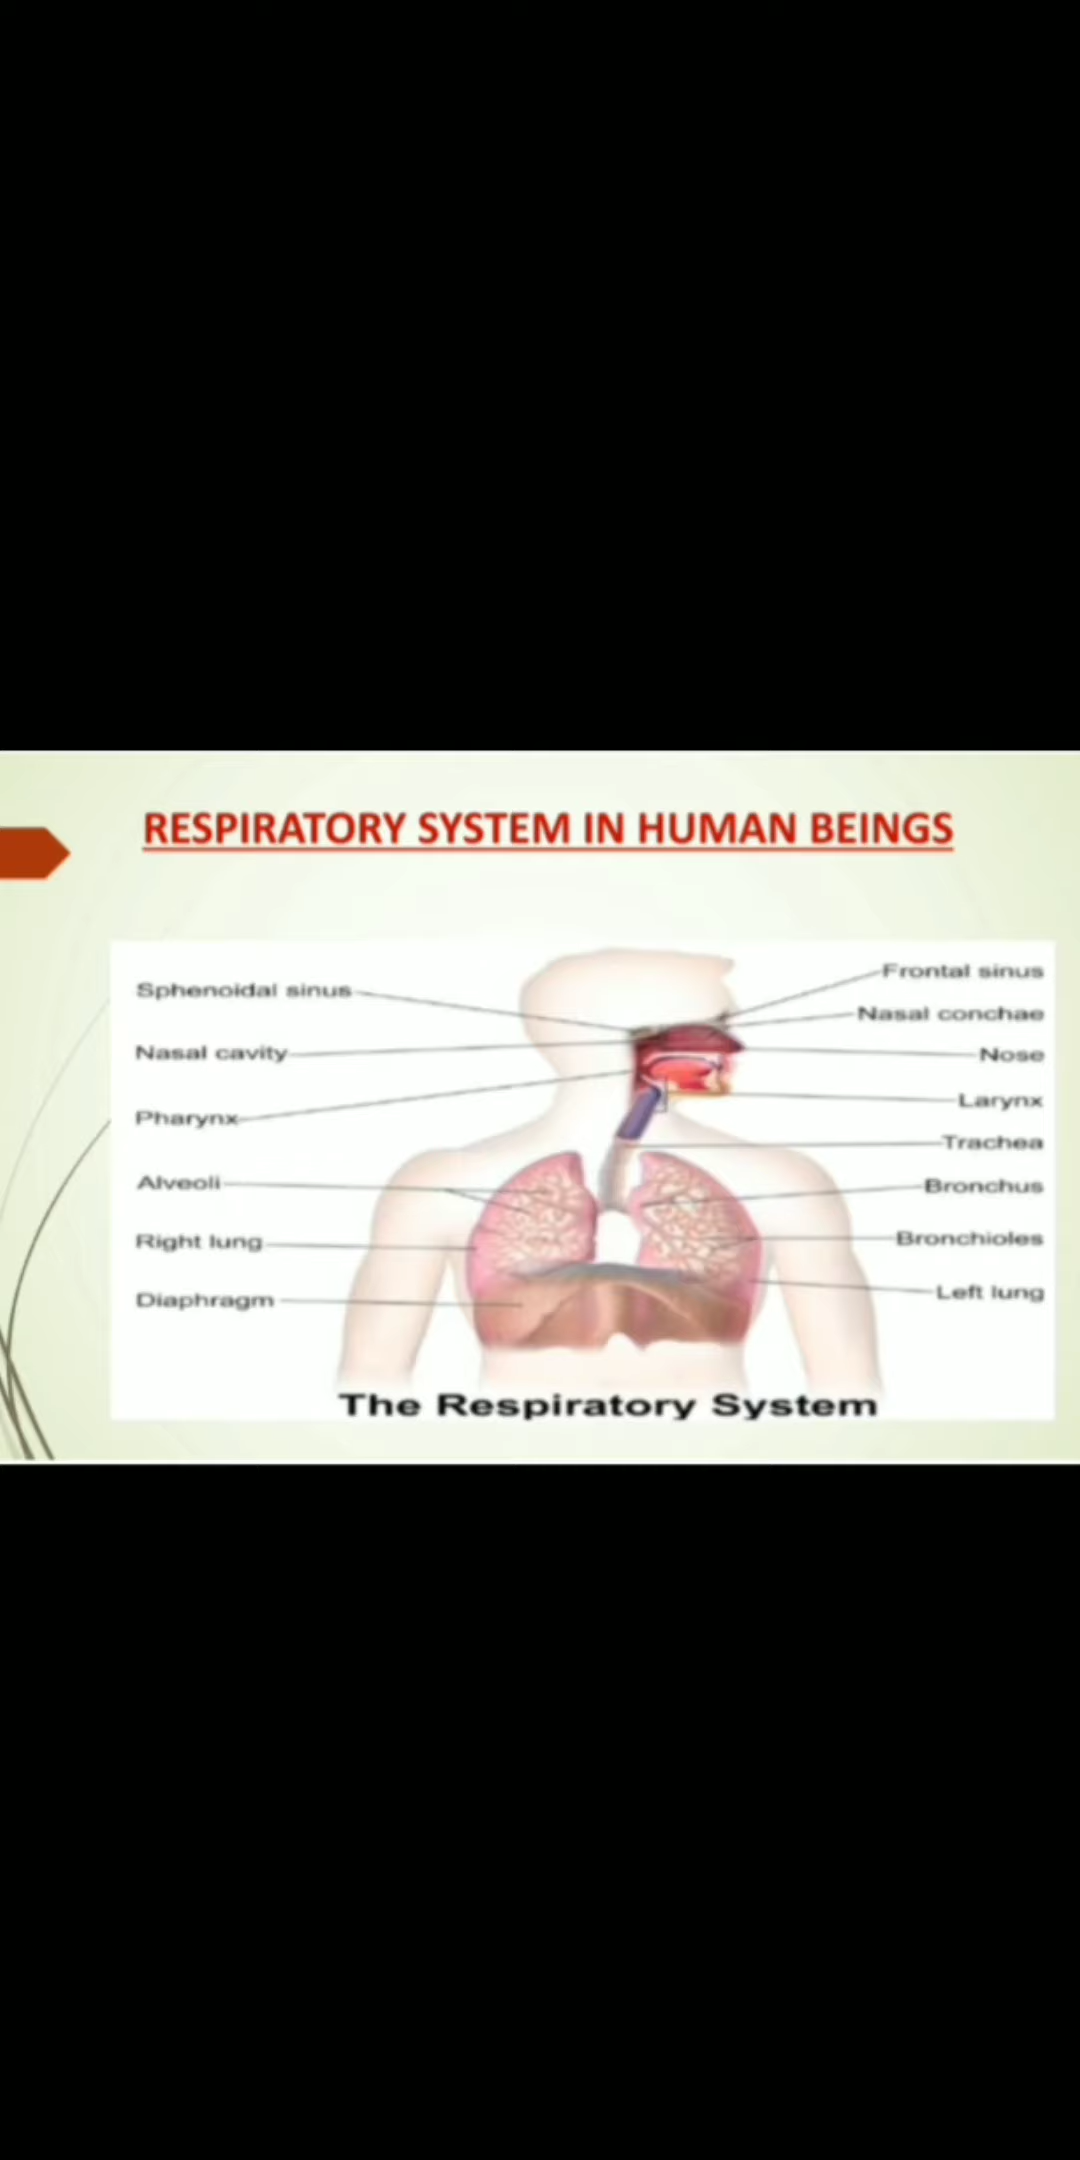 RESPIRATORY SYSTEM IN HUMAN BEINGS
Sphenoidal sinus
Nasal cavity
Pharynx
Alveoli
Right lung
Diaphragm
Frontal sinus
Nasal conchae
Nose
Larynx
Trachea
Bronchus
Bronchioles
Left lung
The Respiratory System